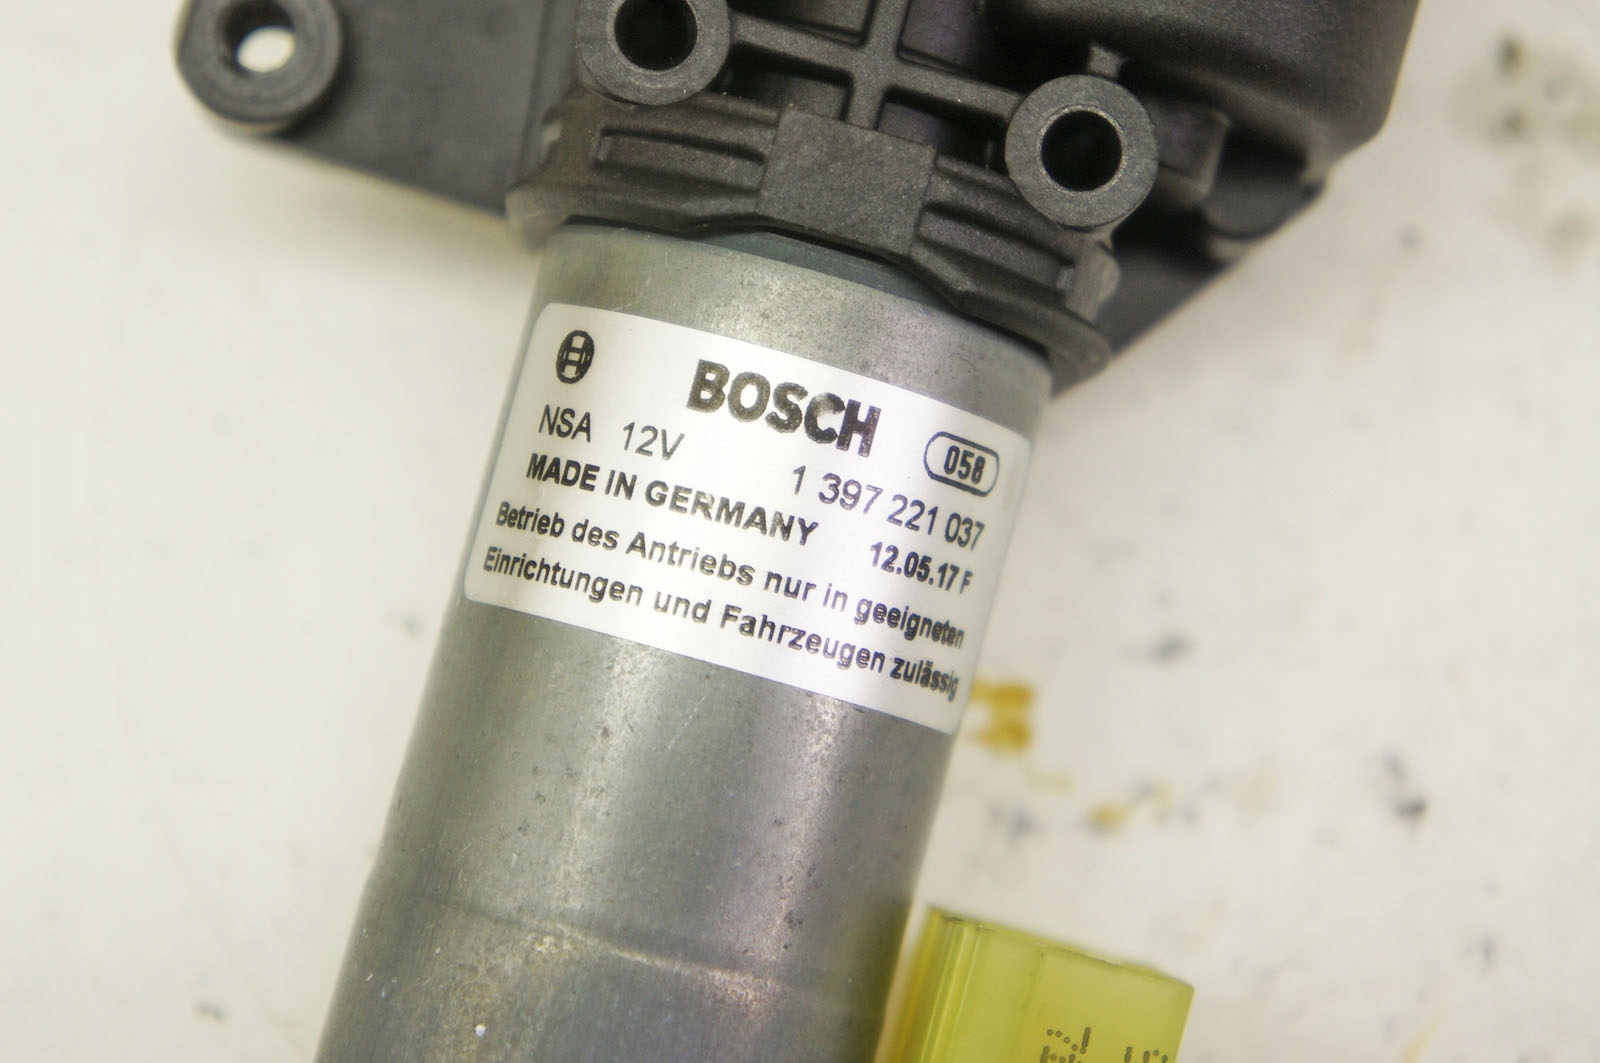 BOSCH
058
NSA 12V 1 397 221 037
MADE IN GERMANY 12.05.17 F
Betrieb des Antriebs nur in geeigneten
Einrichtungen und Fahrzeugen zulässig